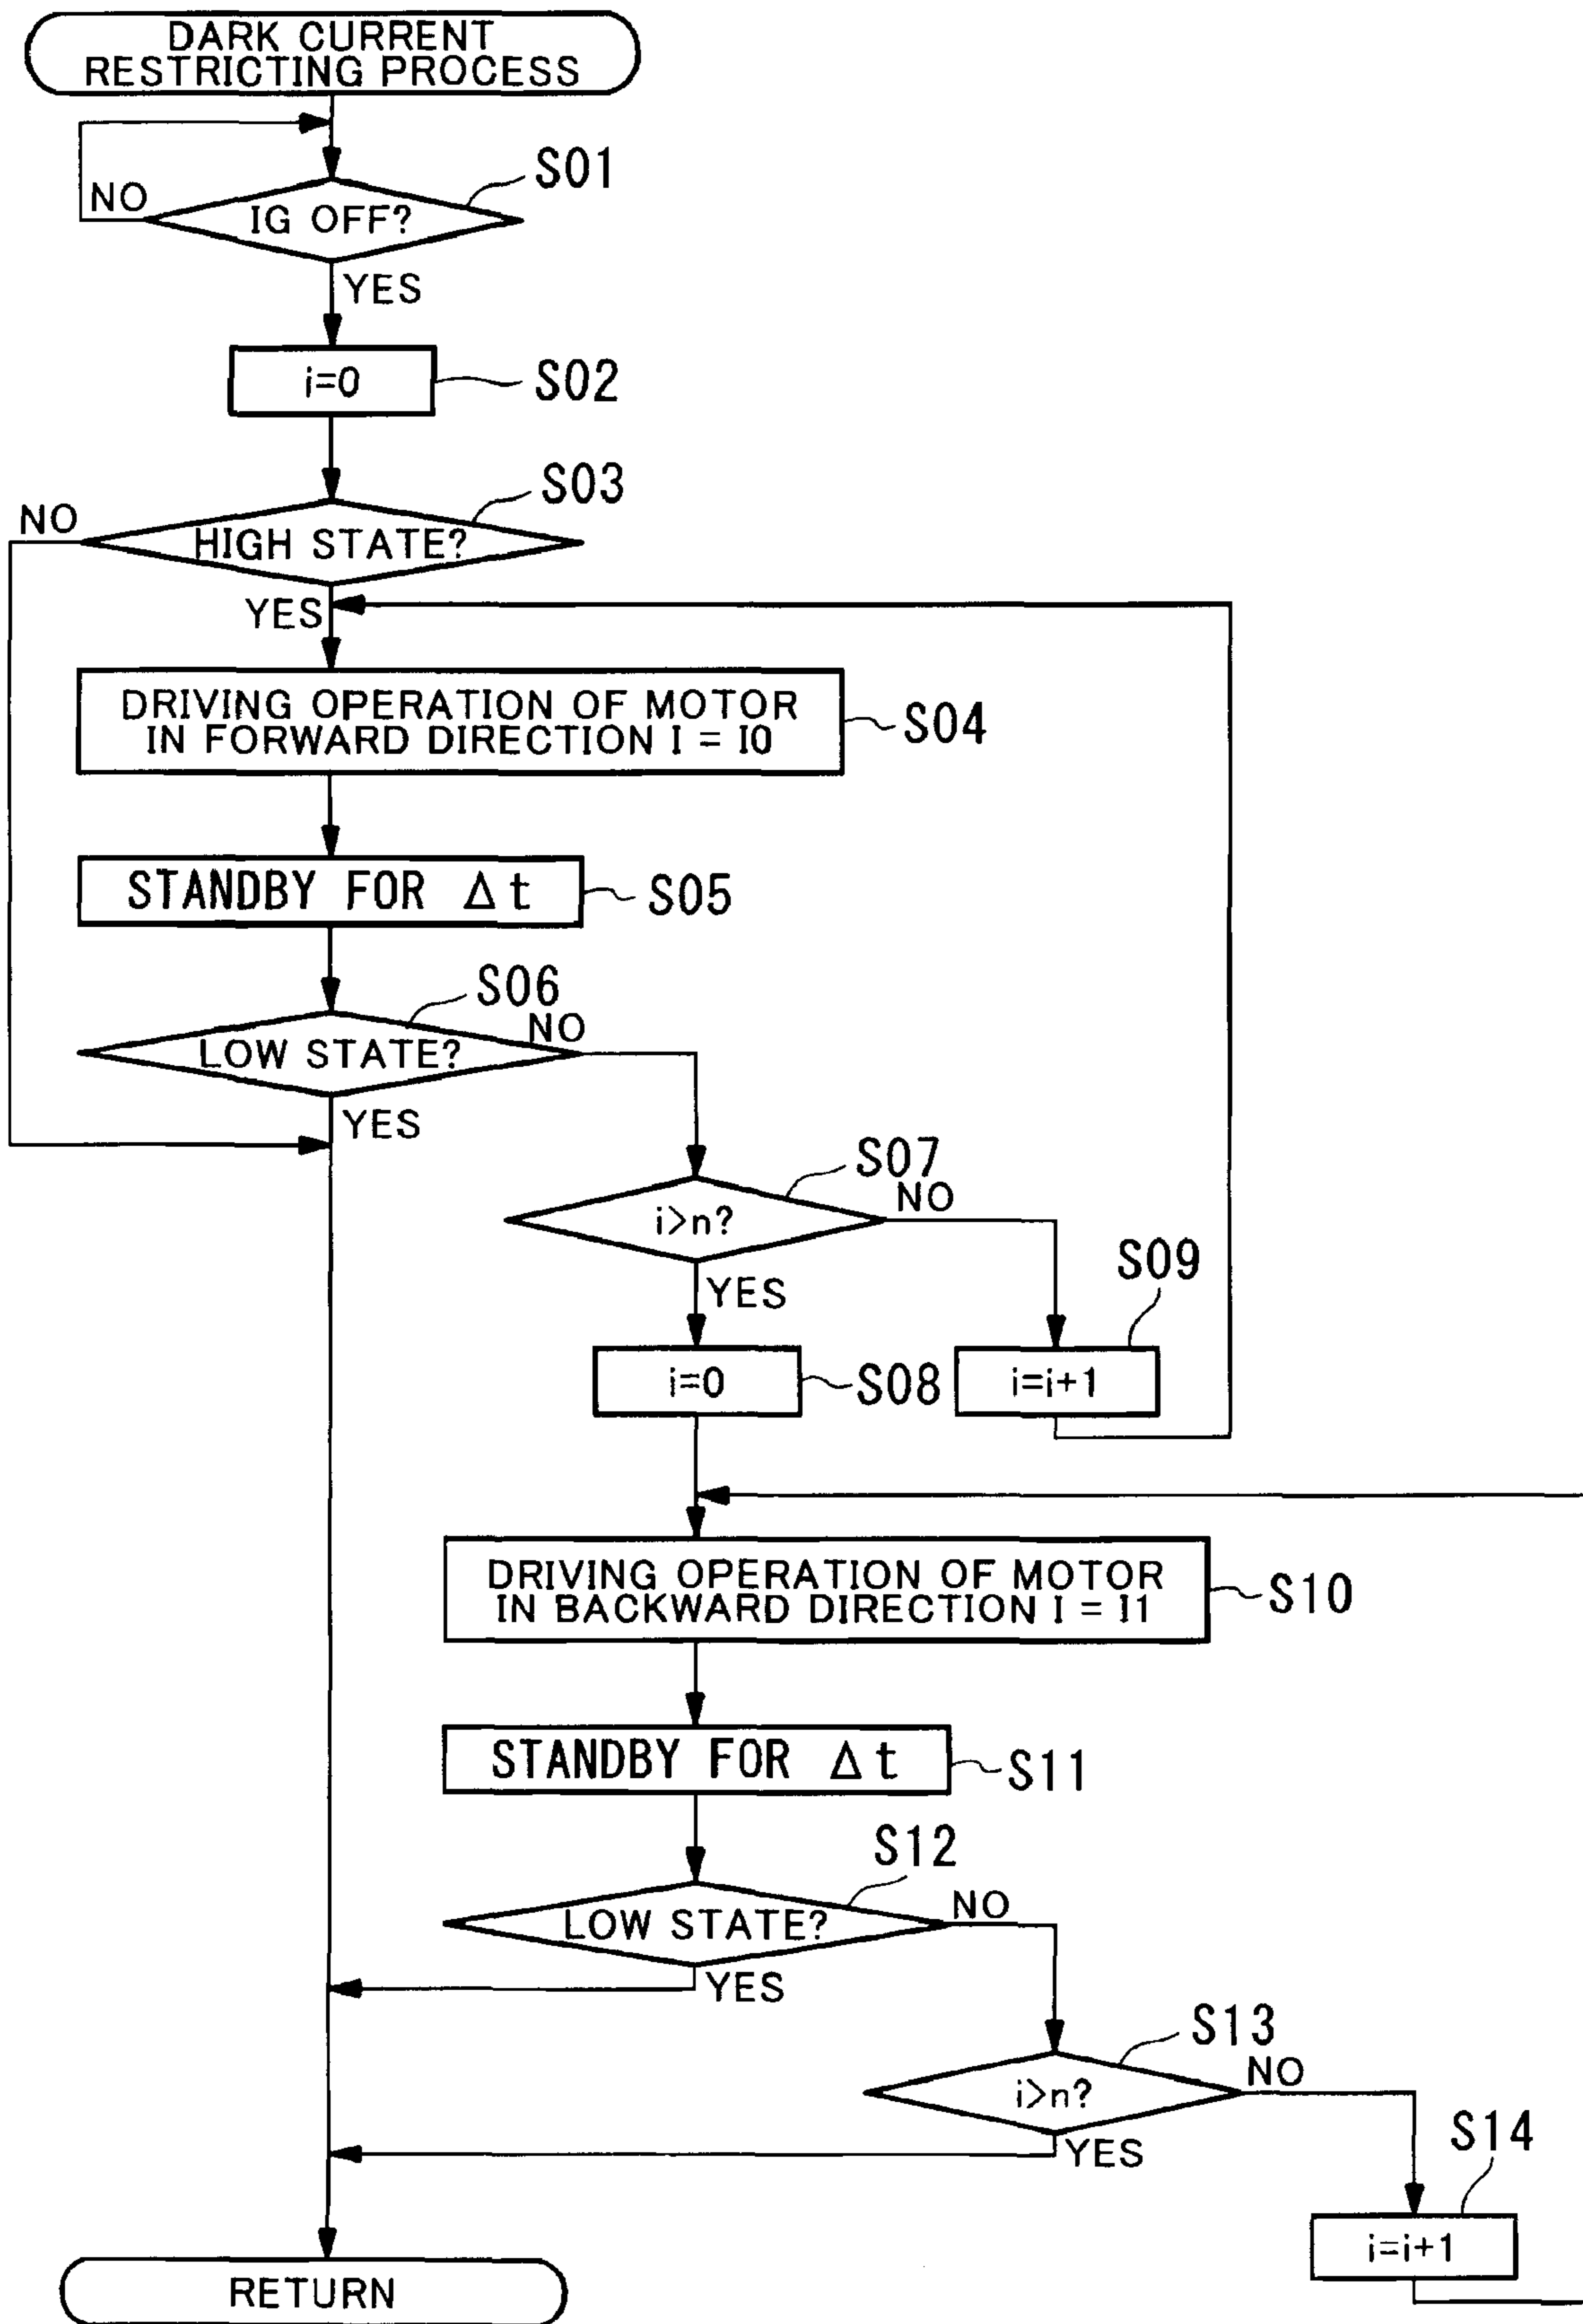 DARK CURRENT
RESTRICTING PROCESS
S01
NO
IG OFF?
YES
i=0
S02
S03
NO
HIGH STATE?
YES
DRIVING OPERATION OF MOTOR
IN FORWARD DIRECTION I = I0
S04
STANDBY FOR Δt
S05
S06
NO
LOW STATE?
YES
S07
NO
i>n?
YES
S09
i=0
S08
i=i+1
DRIVING OPERATION OF MOTOR
IN BACKWARD DIRECTION I = I1
S10
STANDBY FOR Δt
S11
S12
NO
LOW STATE?
YES
S13
NO
i>n?
YES
S14
i=i+1
RETURN